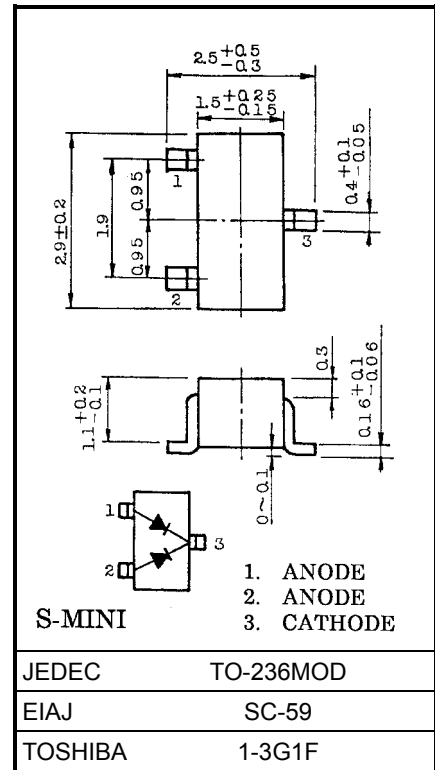 2.5 +0.5 -0.3
1.5 +0.25 -0.15
2.9±0.2
1.9
0.95
0.95
0.4 +0.1 -0.05
1
2
3
1.1 +0.2 -0.1
0.3
0.16 +0.1 -0.06
0~0.1
1
2
3
1. ANODE
2. ANODE
3. CATHODE
S-MINI
JEDEC TO-236MOD
EIAJ SC-59
TOSHIBA 1-3G1F